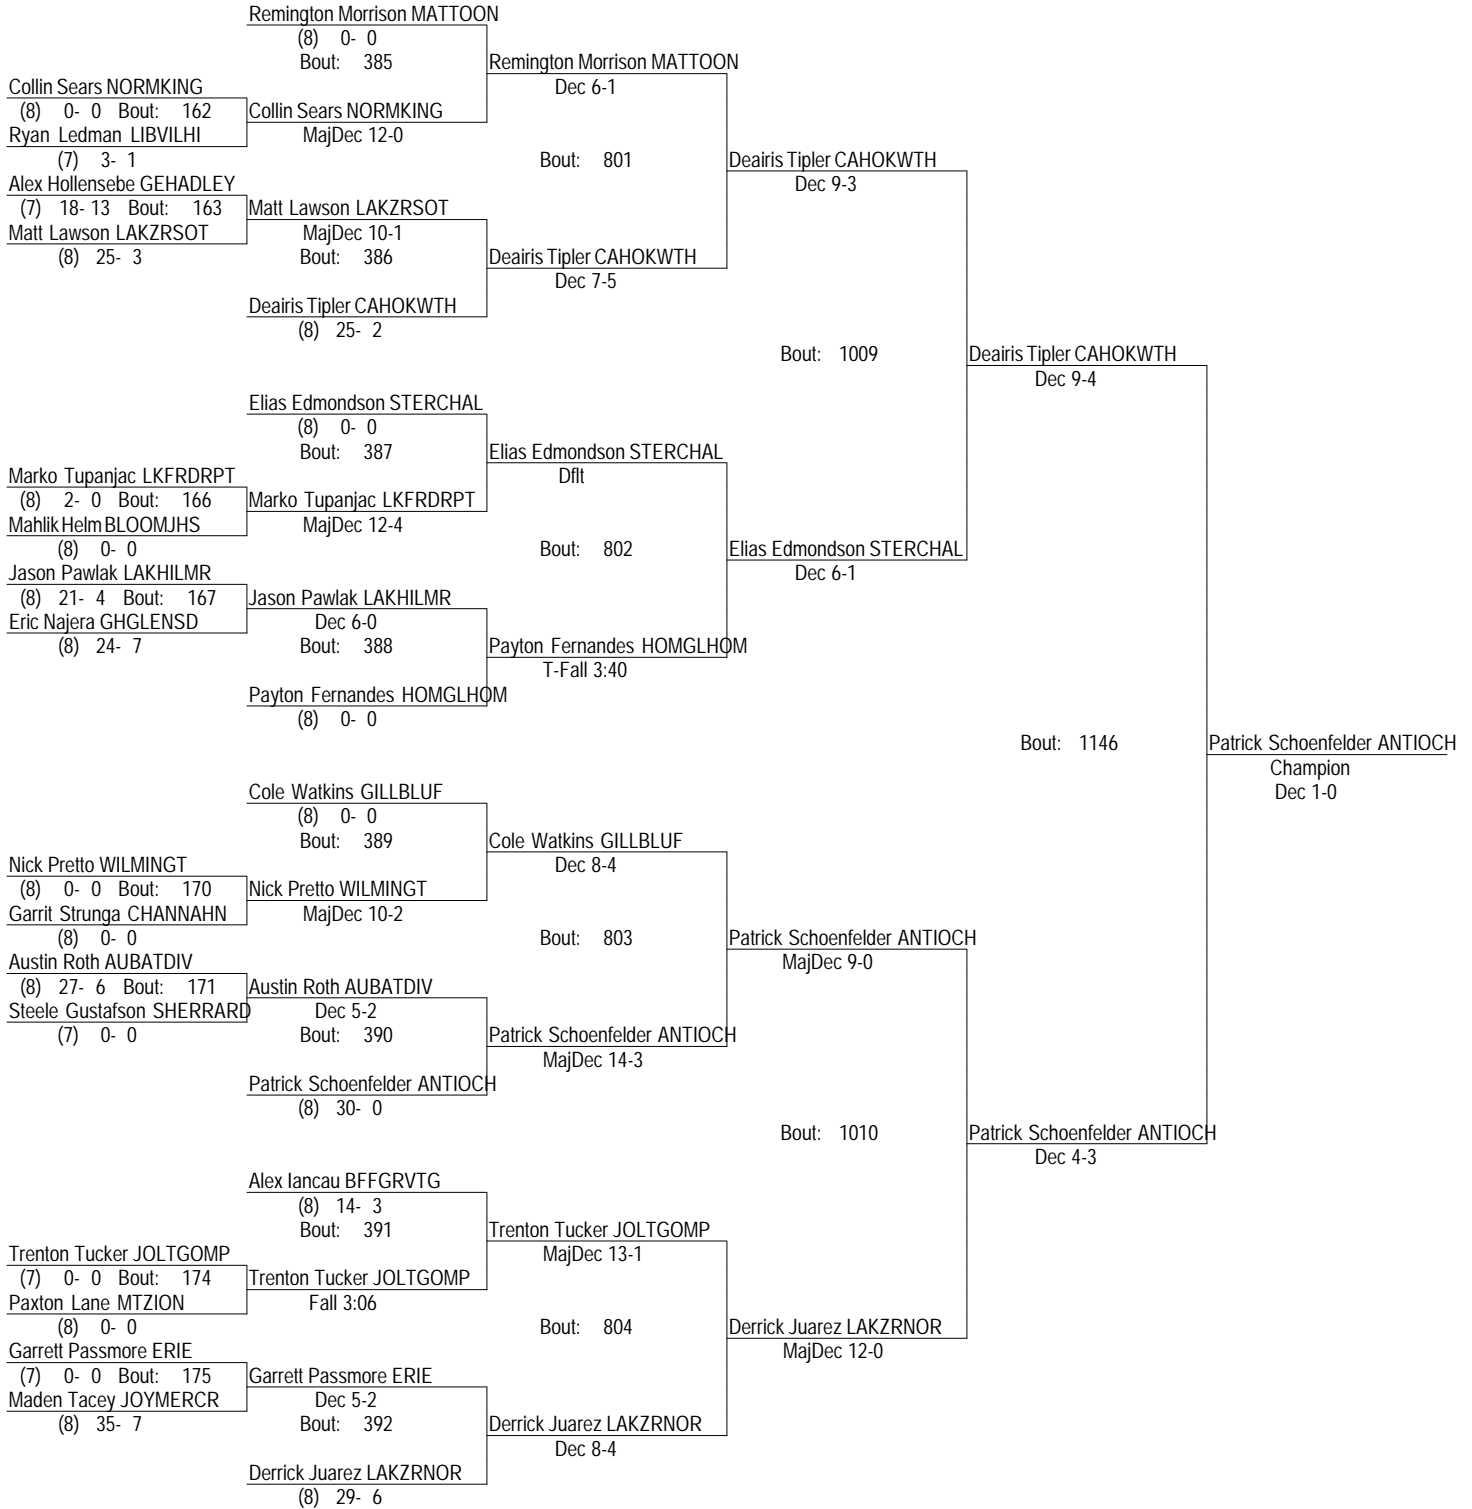 Remington Morrison MATTOON
(8) 0- 0
Bout: 385
Remington Morrison MATTOON
Dec 6-1
Collin Sears NORMKING
(8) 0- 0 Bout: 162
Collin Sears NORMKING
MajDec 12-0
Ryan Ledman LIBVILHI
(7) 3- 1
Bout: 801
Deairis Tipler CAHOKWTH
Dec 9-3
Alex Hollensebe GEHADLEY
(7) 18- 13 Bout: 163
Matt Lawson LAKZRSOT
MajDec 10-1
Matt Lawson LAKZRSOT
(8) 25- 3
Bout: 386
Deairis Tipler CAHOKWTH
Dec 7-5
Deairis Tipler CAHOKWTH
(8) 25- 2
Bout: 1009
Deairis Tipler CAHOKWTH
Dec 9-4
Elias Edmondson STERCHAL
(8) 0- 0
Bout: 387
Elias Edmondson STERCHAL
Dflt
Marko Tupanjac LKFRDRPT
(8) 2- 0 Bout: 166
Marko Tupanjac LKFRDRPT
MajDec 12-4
Mahlik Helm BLOOMJHS
(8) 0- 0
Bout: 802
Elias Edmondson STERCHAL
Dec 6-1
Jason Pawlak LAKHILMR
(8) 21- 4 Bout: 167
Jason Pawlak LAKHILMR
Dec 6-0
Eric Najera GHGLENSD
(8) 24- 7
Bout: 388
Payton Fernandes HOMGLHOM
T-Fall 3:40
Payton Fernandes HOMGLHOM
(8) 0- 0
Bout: 1146
Patrick Schoenfelder ANTIOCH
Champion
Dec 1-0
Cole Watkins GILLBLUF
(8) 0- 0
Bout: 389
Cole Watkins GILLBLUF
Dec 8-4
Nick Pretto WILMINGT
(8) 0- 0 Bout: 170
Nick Pretto WILMINGT
MajDec 10-2
Garrit Strunga CHANNAHN
(8) 0- 0
Bout: 803
Patrick Schoenfelder ANTIOCH
MajDec 9-0
Austin Roth AUBATDIV
(8) 27- 6 Bout: 171
Austin Roth AUBATDIV
Dec 5-2
Steele Gustafson SHERRARD
(7) 0- 0
Bout: 390
Patrick Schoenfelder ANTIOCH
MajDec 14-3
Patrick Schoenfelder ANTIOCH
(8) 30- 0
Bout: 1010
Patrick Schoenfelder ANTIOCH
Dec 4-3
Alex Iancau BFFGRVTG
(8) 14- 3
Bout: 391
Trenton Tucker JOLTGOMP
MajDec 13-1
Trenton Tucker JOLTGOMP
(7) 0- 0 Bout: 174
Trenton Tucker JOLTGOMP
Fall 3:06
Paxton Lane MTZION
(8) 0- 0
Bout: 804
Derrick Juarez LAKZRNOR
MajDec 12-0
Garrett Passmore ERIE
(7) 0- 0 Bout: 175
Garrett Passmore ERIE
Dec 5-2
Maden Tacey JOYMERCR
(8) 35- 7
Bout: 392
Derrick Juarez LAKZRNOR
Dec 8-4
Derrick Juarez LAKZRNOR
(8) 29- 6